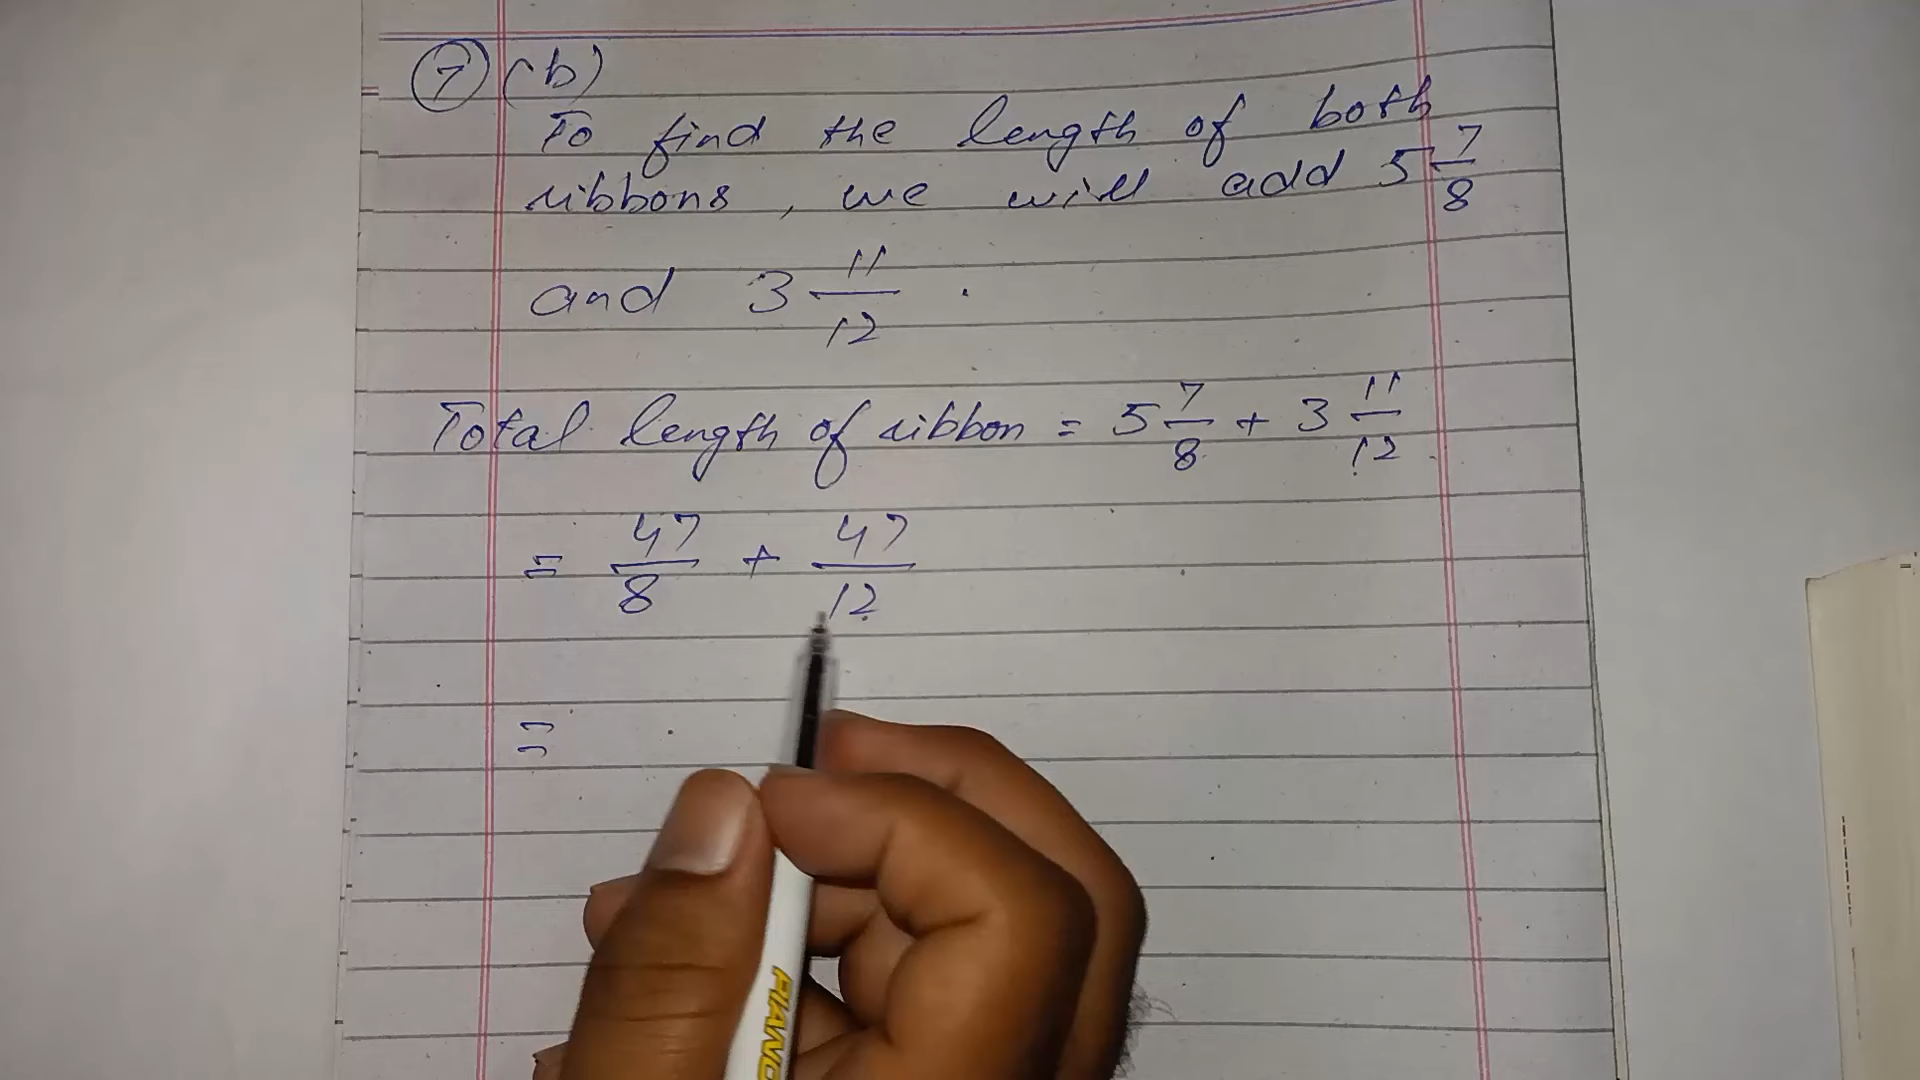 7 (b)
To find the length of both
ribbons, we will add 5 7/8
and 3 11/12 .
Total length of ribbon = 5 7/8 + 3 11/12
= 47/8 + 47/12
=
PIANO